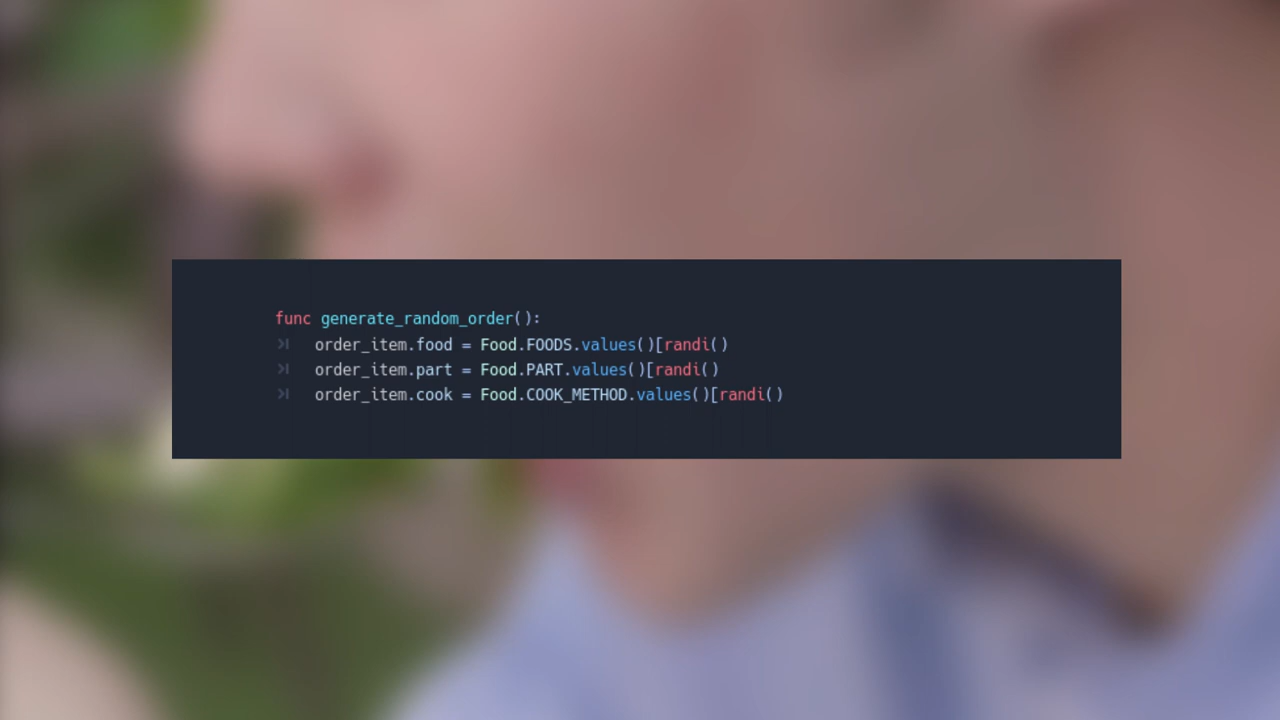 func generate_random_order():
order_item.food = Food.FOODS.values()[randi()
order_item.part = Food.PART.values()[randi()
order_item.cook = Food.COOK_METHOD.values()[randi()